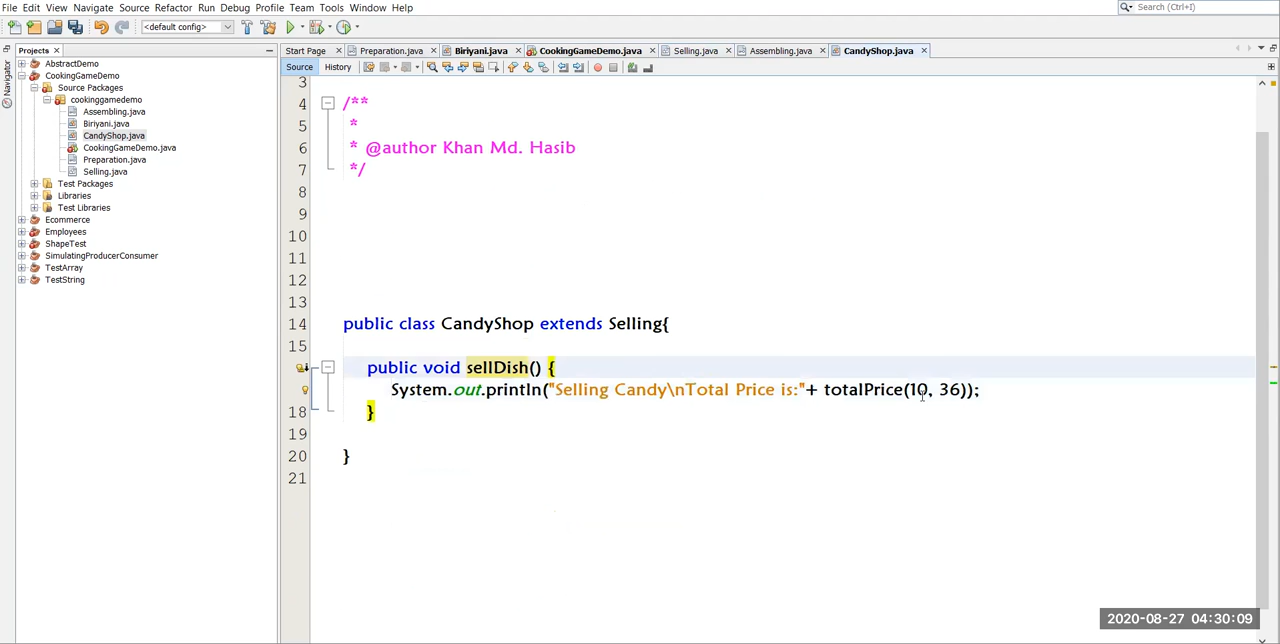 File Edit View Navigate Source Refactor Run Debug Profile Team Tools Window Help
Search (Ctrl+I)
<default config>
Projects
Start Page Preparation.java Biriyani.java CookingGameDemo.java Selling.java Assembling.java CandyShop.java
Navigator
Source History
AbstractDemo
CookingGameDemo
Source Packages
cookinggamedemo
Assembling.java
Biriyani.java
CandyShop.java
CookingGameDemo.java
Preparation.java
Selling.java
Test Packages
Libraries
Test Libraries
Ecommerce
Employees
ShapeTest
SimulatingProducerConsumer
TestArray
TestString
3
4 /**
5 *
6 * @author Khan Md. Hasib
7 */
8
9
10
11
12
13
14 public class CandyShop extends Selling{
15
public void sellDish() {
System.out.println("Selling Candy\nTotal Price is:"+ totalPrice(10, 36));
18 }
19
20 }
21
2020-08-27 04:30:09